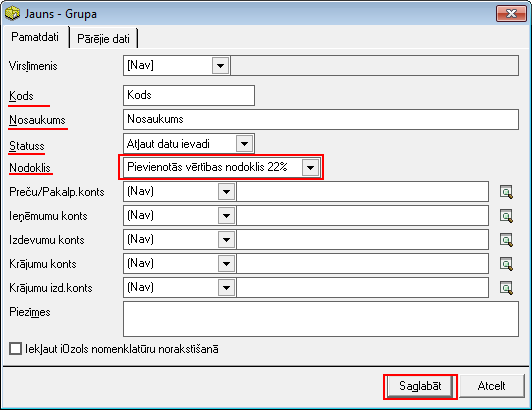 Jauns - Grupa
Pamatdati Pārējie dati
Virslīmenis [Nav]
Kods Kods
Nosaukums Nosaukums
Statuss Atļaut datu ievadi
Nodoklis Pievienotās vērtības nodoklis 22%
Preču/Pakalp.konts (Nav)
Ieņēmumu konts (Nav)
Izdevumu konts (Nav)
Krājumu konts (Nav)
Krājumu izd.konts (Nav)
Piezīmes
Iekļaut iOzols nomenklatūru norakstīšanā
Saglabāt Atcelt